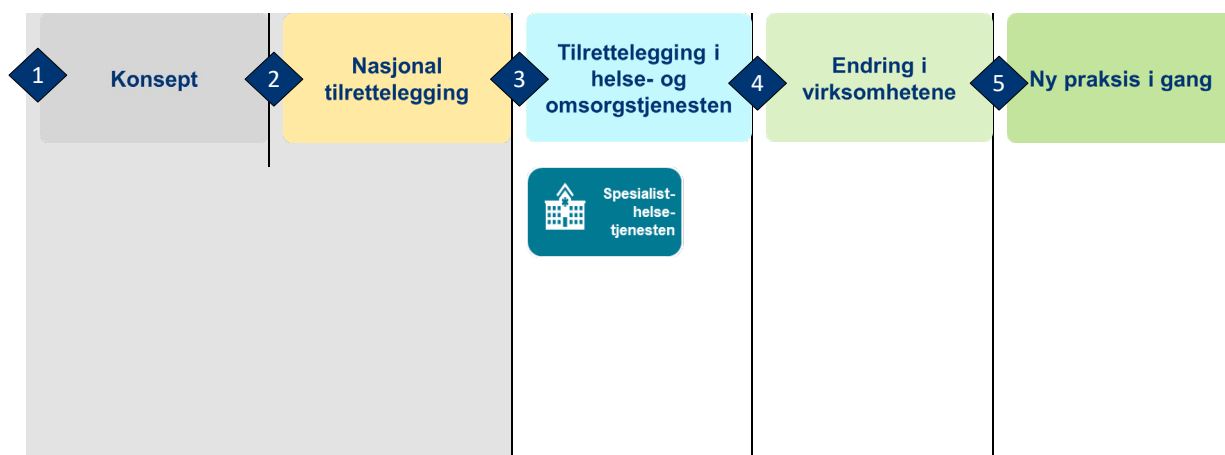 1
Konsept
2
Nasjonal
tilrettelegging
3
Tilrettelegging i
helse- og
omsorgstjenesten
4
Endring i
virksomhetene
5
Ny praksis i gang
Spesialist-
helse-
tjenesten